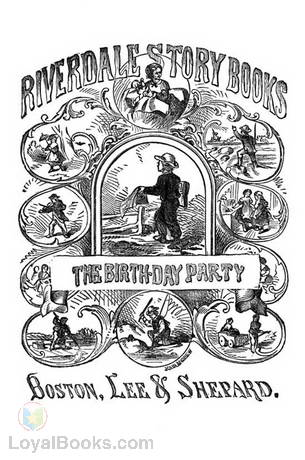 RIVERDALE STORY BOOKS
THE BIRTH-DAY PARTY
BOSTON, LEE & SHEPARD.
LoyalBooks.com